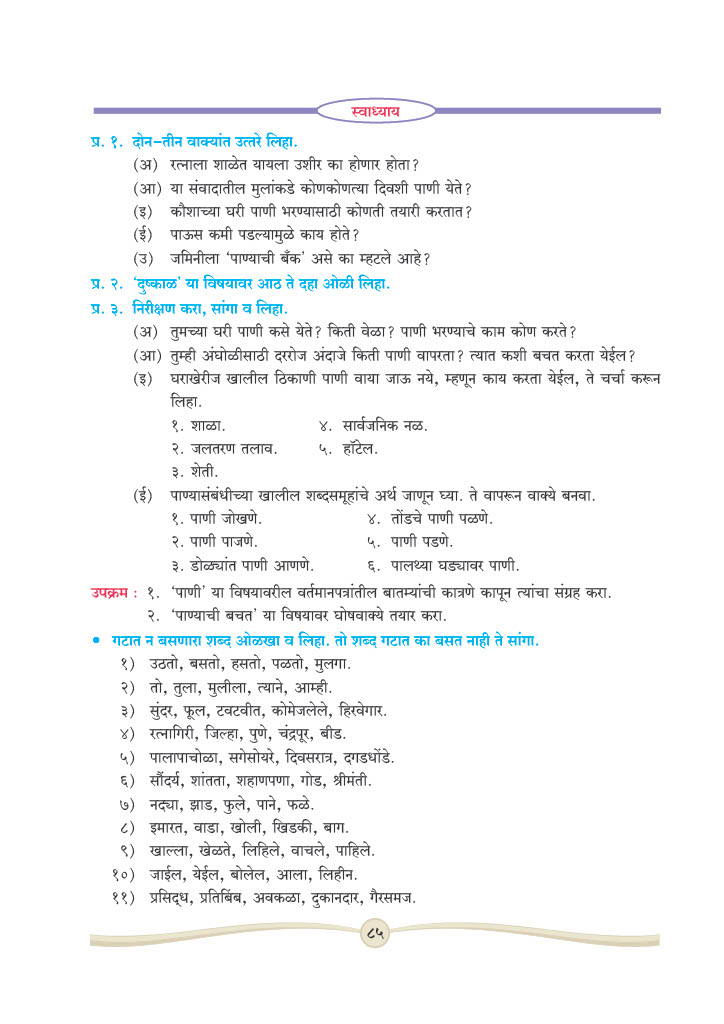 स्वाध्याय
प्र. १. दोन-तीन वाक्यांत उत्तरे लिहा.
(अ) रत्नाला शाळेत यायला उशीर का होणार होता?
(आ) या संवादातील मुलांकडे कोणकोणत्या दिवशी पाणी येते?
(इ) कौशाच्या घरी पाणी भरण्यासाठी कोणती तयारी करतात?
(ई) पाऊस कमी पडल्यामुळे काय होते?
(उ) जमिनीला ‘पाण्याची बँक’ असे का म्हटले आहे?
प्र. २. ‘दुष्काळ’ या विषयावर आठ ते दहा ओळी लिहा.
प्र. ३. निरीक्षण करा, सांगा व लिहा.
(अ) तुमच्या घरी पाणी कसे येते? किती वेळा? पाणी भरण्याचे काम कोण करते?
(आ) तुम्ही अंघोळीसाठी दररोज अंदाजे किती पाणी वापरता? त्यात कशी बचत करता येईल?
(इ) घराखेरीज खालील ठिकाणी पाणी वाया जाऊ नये, म्हणून काय करता येईल, ते चर्चा करून
लिहा.
१. शाळा. ४. सार्वजनिक नळ.
२. जलतरण तलाव. ५. हॉटेल.
३. शेती.
(ई) पाण्यासंबंधीच्या खालील शब्दसमूहांचे अर्थ जाणून घ्या. ते वापरून वाक्ये बनवा.
१. पाणी जोखणे. ४. तोंडचे पाणी पळणे.
२. पाणी पाजणे. ५. पाणी पडणे.
३. डोळ्यांत पाणी आणणे. ६. पालथ्या घड्यावर पाणी.
उपक्रम : १. ‘पाणी’ या विषयावरील वर्तमानपत्रांतील बातम्यांची कात्रणे कापून त्यांचा संग्रह करा.
२. ‘पाण्याची बचत’ या विषयावर घोषवाक्ये तयार करा.
• गटात न बसणारा शब्द ओळखा व लिहा. तो शब्द गटात का बसत नाही ते सांगा.
१) उठतो, बसतो, हसतो, पळतो, मुलगा.
२) तो, तुला, मुलीला, त्याने, आम्ही.
३) सुंदर, फूल, टवटवीत, कोमेजलेले, हिरवेगार.
४) रत्नागिरी, जिल्हा, पुणे, चंद्रपूर, बीड.
५) पालापाचोळा, सगेसोयरे, दिवसरात्र, दगडधोंडे.
६) सौंदर्य, शांतता, शहाणपणा, गोड, श्रीमंती.
७) नद्या, झाड, फुले, पाने, फळे.
८) इमारत, वाडा, खोली, खिडकी, बाग.
९) खाल्ला, खेळते, लिहिले, वाचले, पाहिले.
१०) जाईल, येईल, बोलेल, आला, लिहीन.
११) प्रसिद्ध, प्रतिबिंब, अवकळा, दुकानदार, गैरसमज.
८५